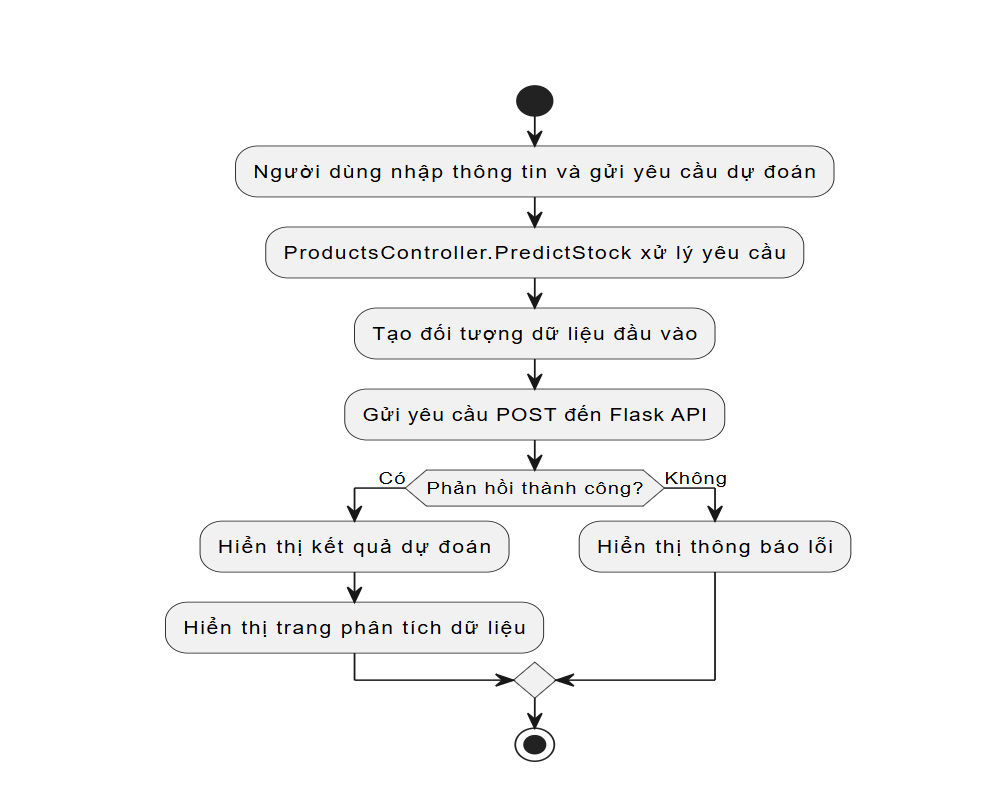 Người dùng nhập thông tin và gửi yêu cầu dự đoán
ProductsController.PredictStock xử lý yêu cầu
Tạo đối tượng dữ liệu đầu vào
Gửi yêu cầu POST đến Flask API
Có
Phản hồi thành công?
Không
Hiển thị kết quả dự đoán
Hiển thị thông báo lỗi
Hiển thị trang phân tích dữ liệu